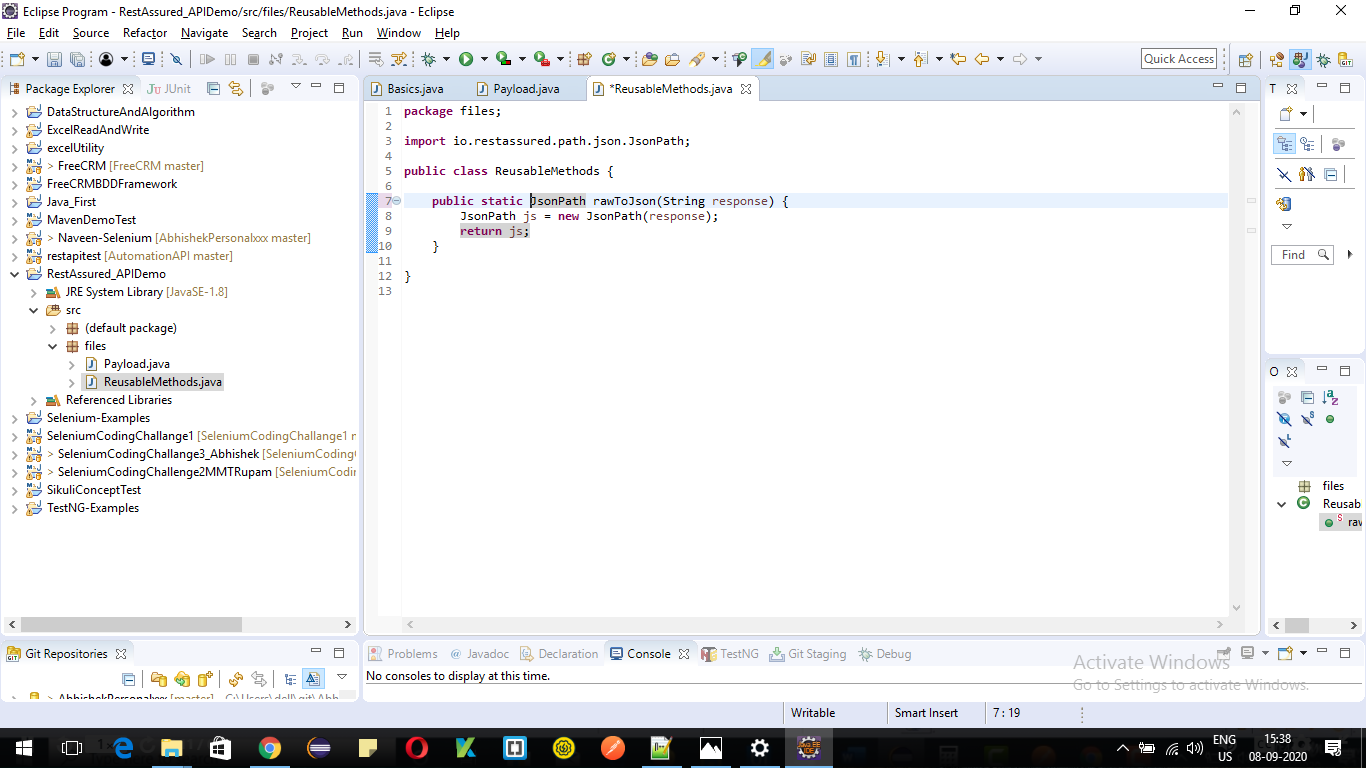 Eclipse Program - RestAssured_APIDemo/src/files/ReusableMethods.java - Eclipse
File Edit Source Refactor Navigate Search Project Run Window Help
Quick Access
Package Explorer
JUnit
DataStructureAndAlgorithm
ExcelReadAndWrite
excelUtility
> FreeCRM [FreeCRM master]
FreeCRMBDDFramework
Java_First
MavenDemoTest
> Naveen-Selenium [AbhishekPersonalxxx master]
restapitest [AutomationAPI master]
RestAssured_APIDemo
JRE System Library [JavaSE-1.8]
src
(default package)
files
Payload.java
ReusableMethods.java
Referenced Libraries
Selenium-Examples
SeleniumCodingChallange1 [SeleniumCodingChallange1 r
> SeleniumCodingChallange3_Abhishek [SeleniumCoding
> SeleniumCodingChallenge2MMTRupam [SeleniumCodin
SikuliConceptTest
TestNG-Examples
Basics.java
Payload.java
*ReusableMethods.java
1 package files;
2
3 import io.restassured.path.json.JsonPath;
4
5 public class ReusableMethods {
6
7 public static JsonPath rawToJson(String response) {
8 JsonPath js = new JsonPath(response);
9 return js;
10 }
11
12 }
13
T
Find
O
files
Reusab
raw
Git Repositories
> AbhishekPersonalxxx [master] - C:\Users\dell\git\Abh
Problems @ Javadoc Declaration Console TestNG Git Staging Debug
No consoles to display at this time.
Activate Windows
Go to Settings to activate Windows.
Writable
Smart Insert
7 : 19
ENG
US
15:38
08-09-2020